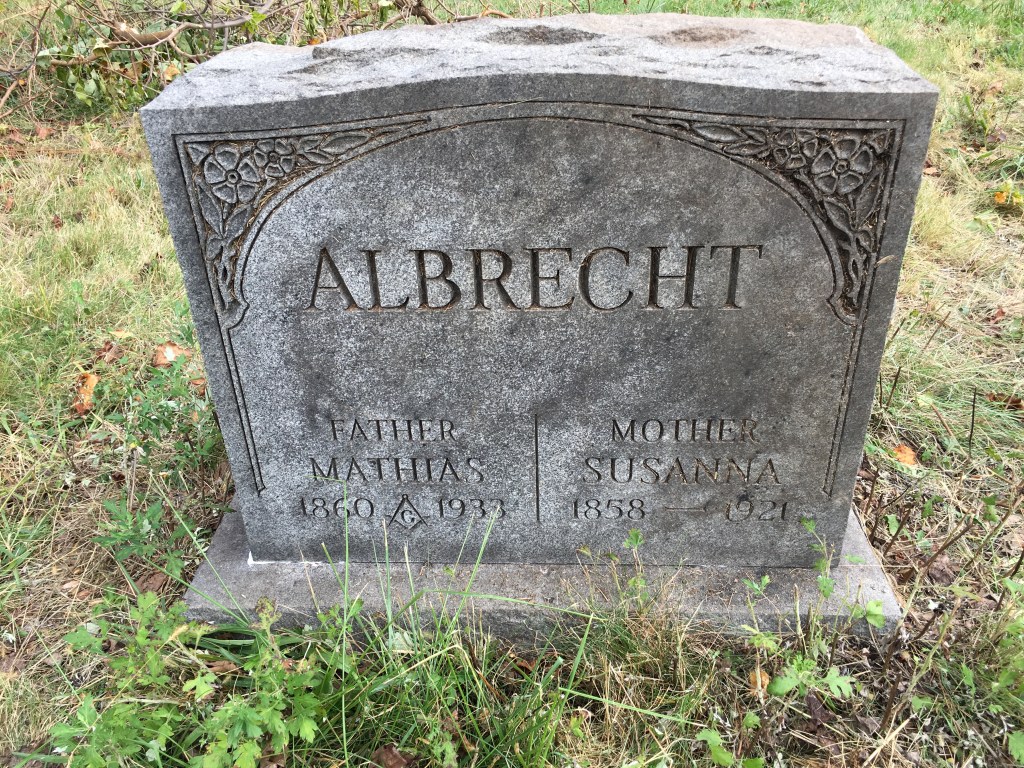 ALBRECHT
FATHER
MATHIAS
1860 G 1933
MOTHER
SUSANNA
1858 — 1921